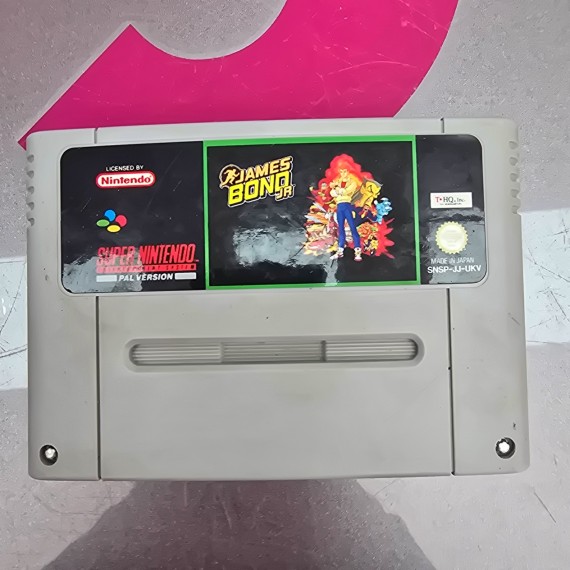 LICENSED BY
Nintendo
SUPER NINTENDO
ENTERTAINMENT SYSTEM
PAL VERSION
JAMES
BOND
JR
T•HQ, Inc.
MADE IN JAPAN
SNSP-JJ-UKV